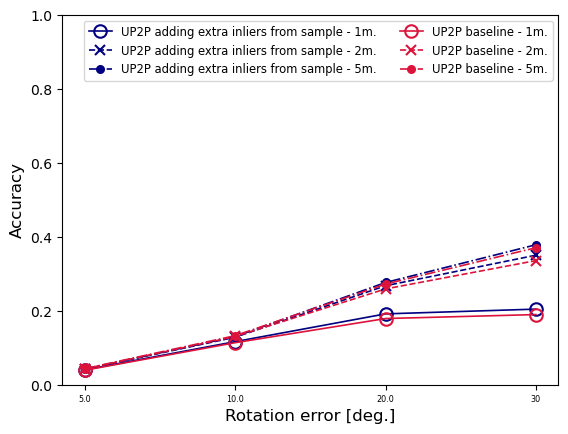 UP2P adding extra inliers from sample - 1m.
UP2P adding extra inliers from sample - 2m.
UP2P adding extra inliers from sample - 5m.
UP2P baseline - 1m.
UP2P baseline - 2m.
UP2P baseline - 5m.
Accuracy
1.0
0.8
0.6
0.4
0.2
0.0
5.0 10.0 20.0 30
Rotation error [deg.]